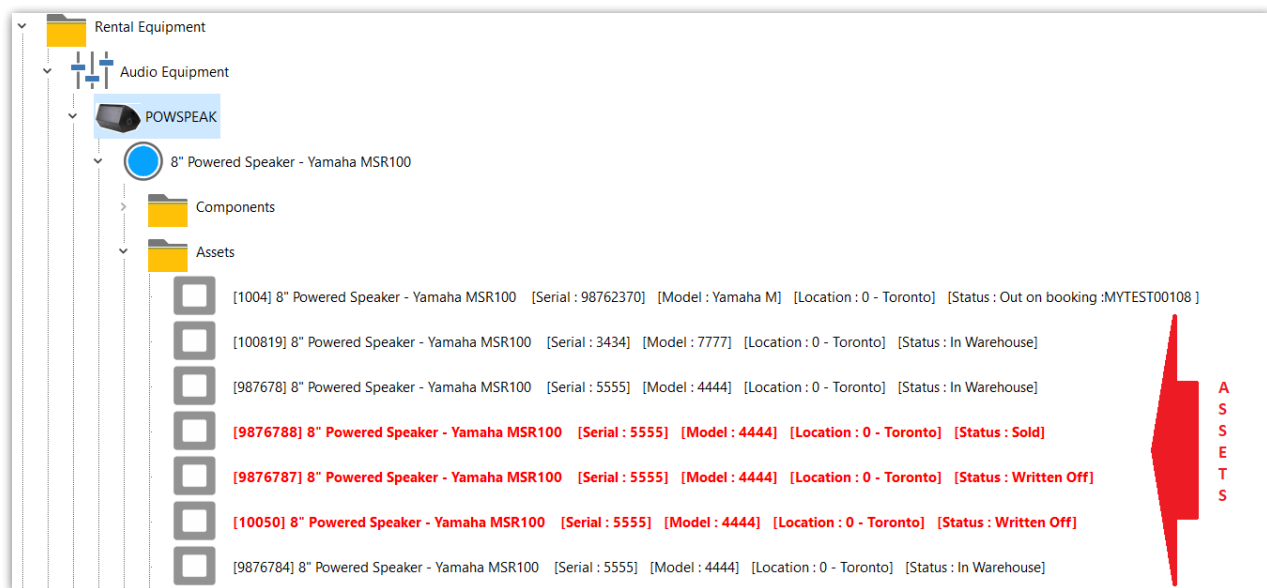 Rental Equipment
Audio Equipment
POWSPEAK
8" Powered Speaker - Yamaha MSR100
Components
Assets
[1004] 8" Powered Speaker - Yamaha MSR100 [Serial : 98762370] [Model : Yamaha M] [Location : 0 - Toronto] [Status : Out on booking :MYTEST00108 ]
[100819] 8" Powered Speaker - Yamaha MSR100 [Serial : 3434] [Model : 7777] [Location : 0 - Toronto] [Status : In Warehouse]
[987678] 8" Powered Speaker - Yamaha MSR100 [Serial : 5555] [Model : 4444] [Location : 0 - Toronto] [Status : In Warehouse]
[9876788] 8" Powered Speaker - Yamaha MSR100 [Serial : 5555] [Model : 4444] [Location : 0 - Toronto] [Status : Sold]
[9876787] 8" Powered Speaker - Yamaha MSR100 [Serial : 5555] [Model : 4444] [Location : 0 - Toronto] [Status : Written Off]
[10050] 8" Powered Speaker - Yamaha MSR100 [Serial : 5555] [Model : 4444] [Location : 0 - Toronto] [Status : Written Off]
[9876784] 8" Powered Speaker - Yamaha MSR100 [Serial : 5555] [Model : 4444] [Location : 0 - Toronto] [Status : In Warehouse]
ASSETS